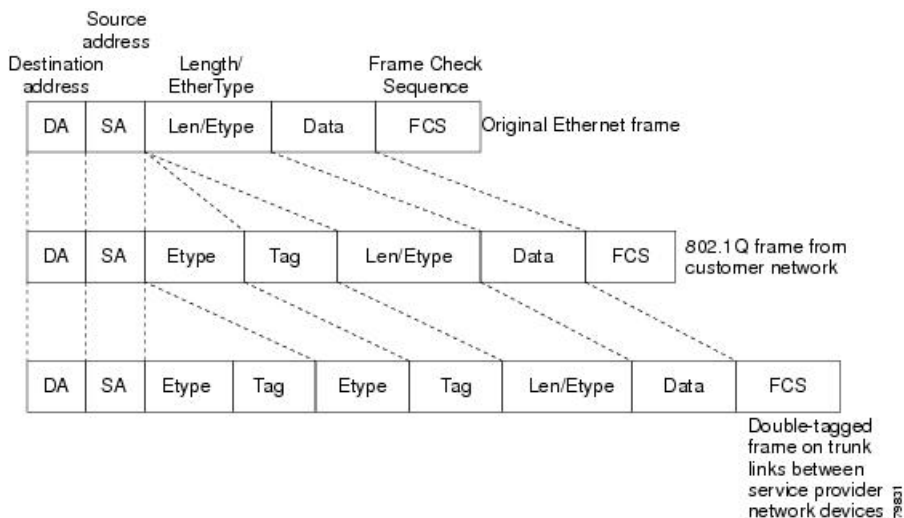 Source
address
Destination
address
Length/
EtherType
Frame Check
Sequence
DA SA Len/Etype Data FCS Original Ethernet frame
DA SA Etype Tag Len/Etype Data FCS 802.1Q frame from
customer network
DA SA Etype Tag Etype Tag Len/Etype Data FCS
Double-tagged
frame on trunk
links between
service provider
network devices
79831